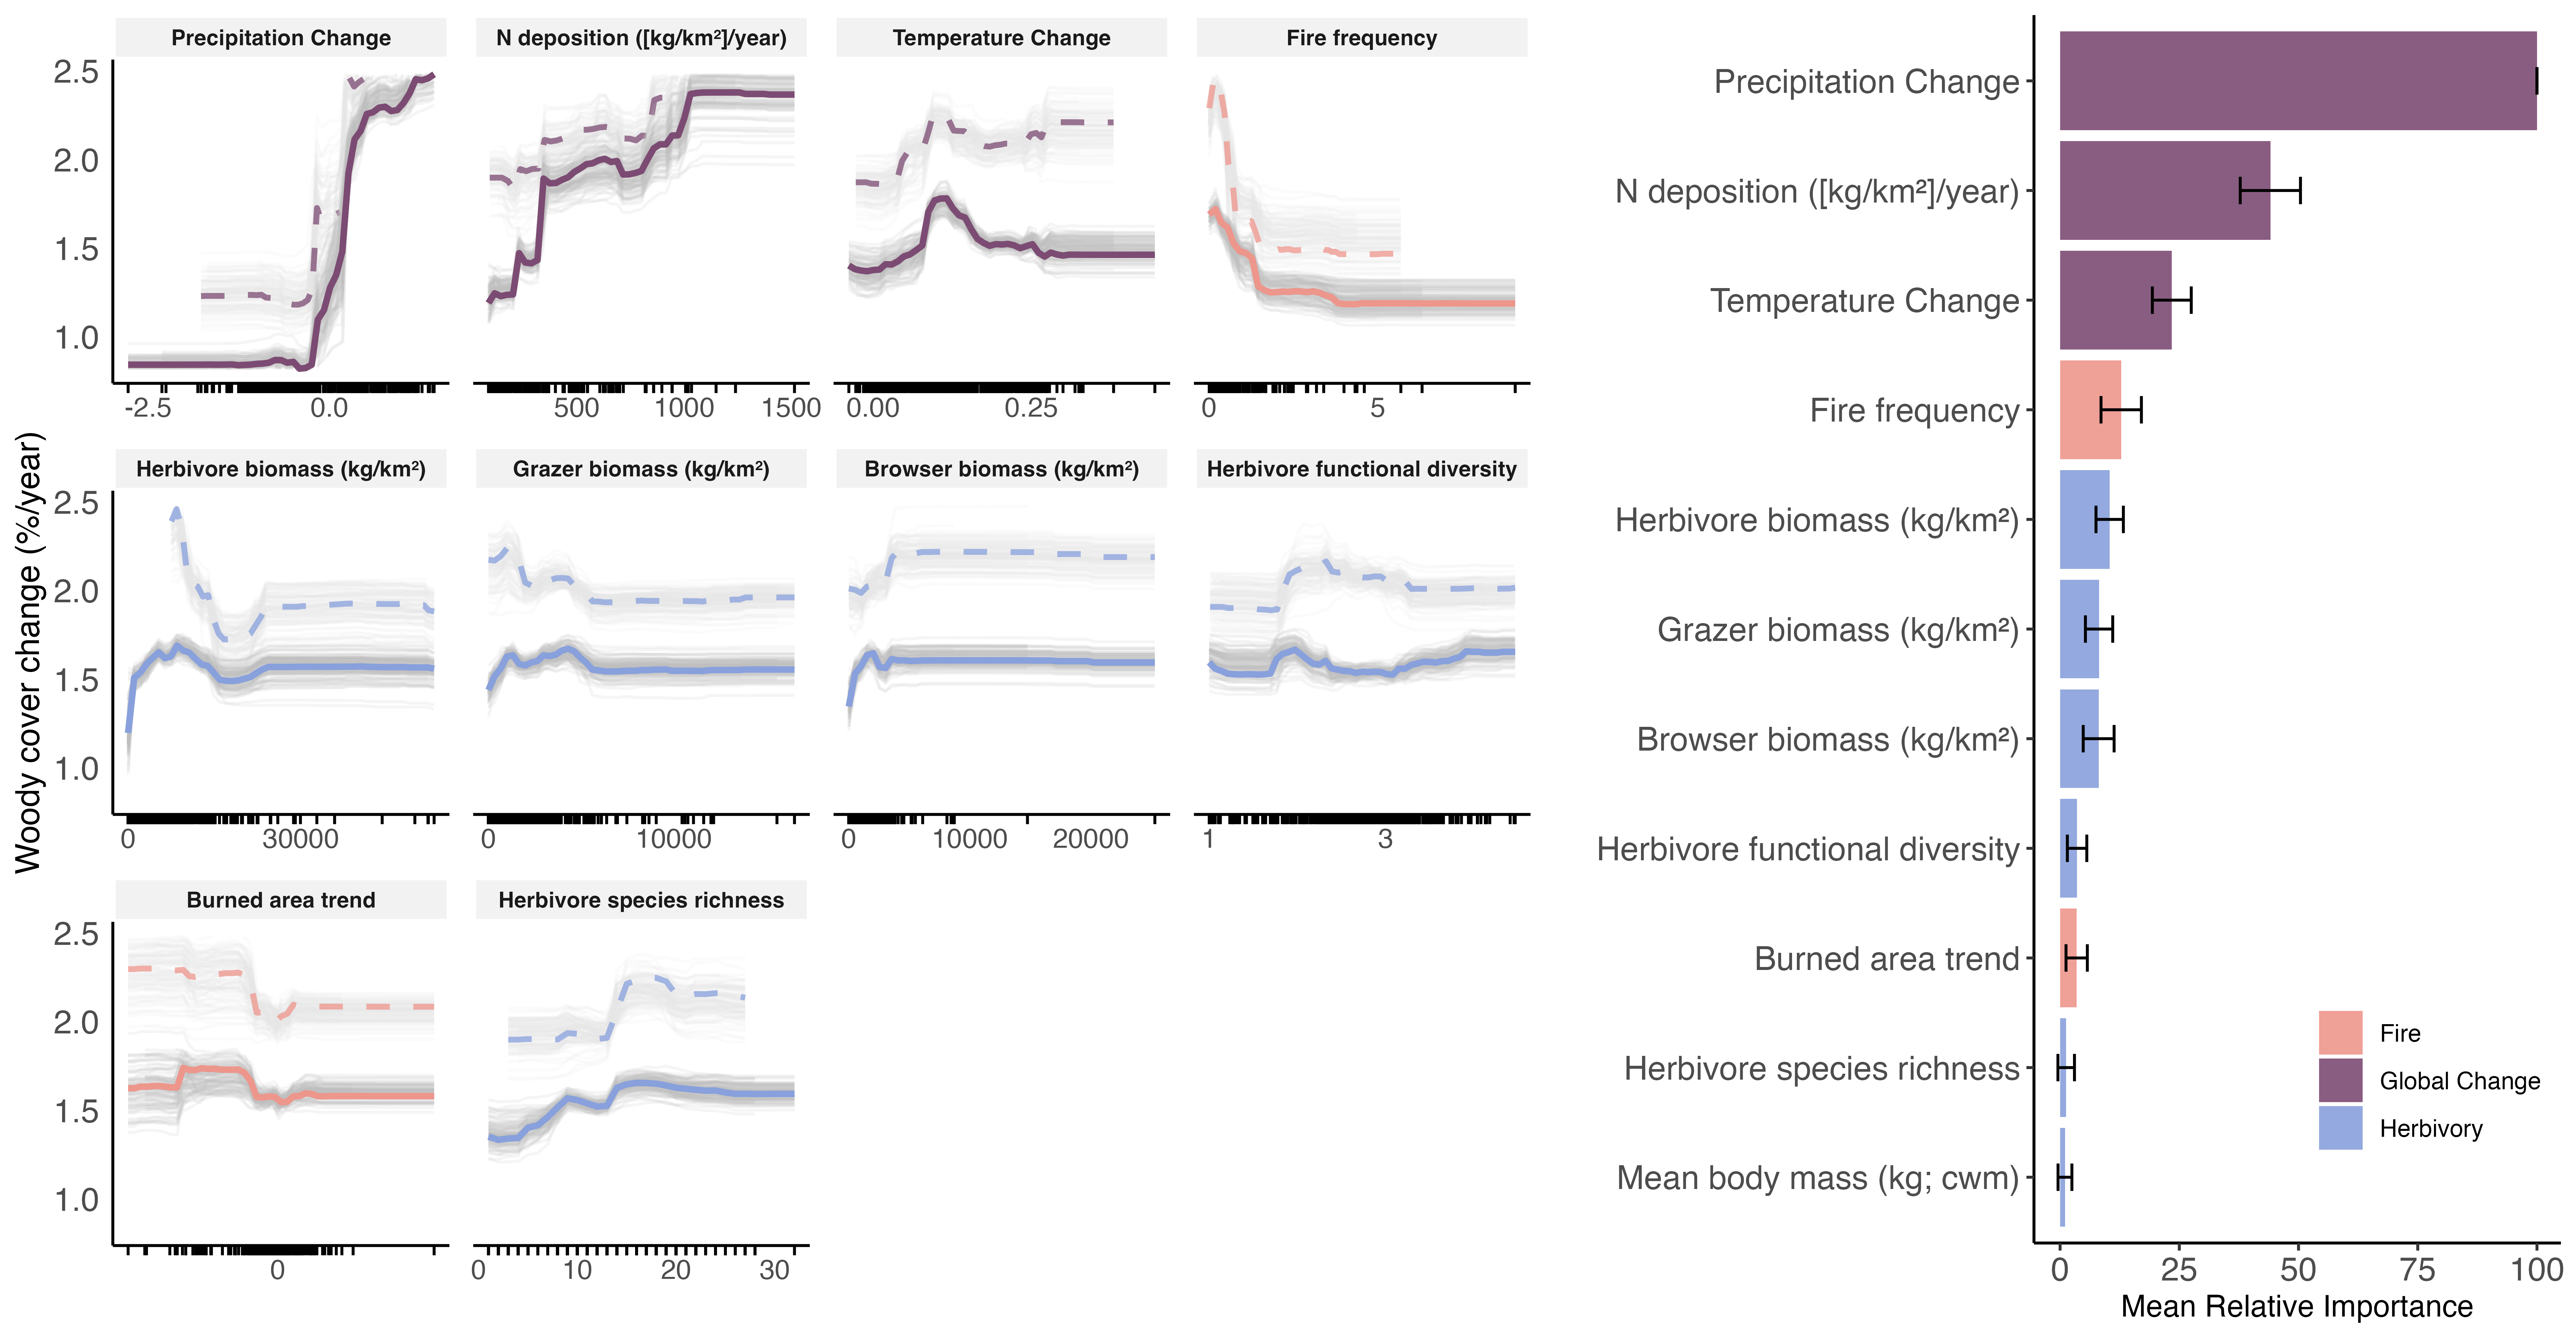 Precipitation Change
N deposition ([kg/km²]/year)
Temperature Change
Fire frequency
2.5
2.0
1.5
1.0
-2.5 0.0
500 1000 1500
0.00 0.25
0 5
Woody cover change (%/year)
Herbivore biomass (kg/km²)
Grazer biomass (kg/km²)
Browser biomass (kg/km²)
Herbivore functional diversity
2.5
2.0
1.5
1.0
0 30000
0 10000
0 10000 20000
1 3
Burned area trend
Herbivore species richness
2.5
2.0
1.5
1.0
0
0 10 20 30
Precipitation Change
N deposition ([kg/km²]/year)
Temperature Change
Fire frequency
Herbivore biomass (kg/km²)
Grazer biomass (kg/km²)
Browser biomass (kg/km²)
Herbivore functional diversity
Burned area trend
Herbivore species richness
Mean body mass (kg; cwm)
Fire
Global Change
Herbivory
0 25 50 75 100
Mean Relative Importance